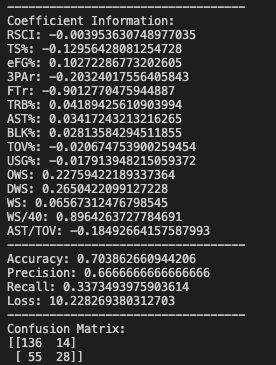 ----------------------------------
Coefficient Information:
RSCI: -0.003953630748977035
TS%: -0.12956428081254728
eFG%: 0.10272286773202605
3PAr: -0.20324017556405843
FTr: -0.9012770475944887
TRB%: 0.04189425610903994
AST%: 0.03417243213216265
BLK%: 0.02813584294511855
TOV%: -0.020674753900259454
USG%: -0.017913948215059372
OWS: 0.22759422189337364
DWS: 0.2650422099127228
WS: 0.06567312476798545
WS/40: 0.8964263727784691
AST/TOV: -0.18492664157587993
----------------------------------
Accuracy: 0.703862660944206
Precision: 0.6666666666666666
Recall: 0.3373493975903614
Loss: 10.228269380312703
----------------------------------
Confusion Matrix:
[[136 14]
[ 55 28]]